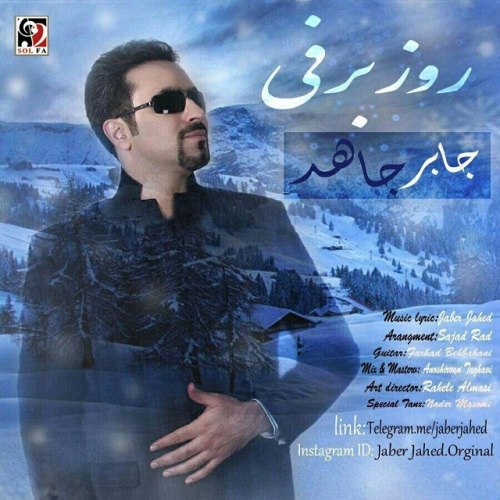 SOL FA
روز برفی
جابر جاهد
Music lyric:Jaber Jahed
Arangment:Sajad Rad
Guitar:Farhad Behbahani
Mix & Master: Anoshirvan Taghavi
Art director:Rahele Almasi
Special Tanx:Nader Masomi
link:Telegram.me/jaberjahed
Instagram ID: Jaber Jahed.Orginal